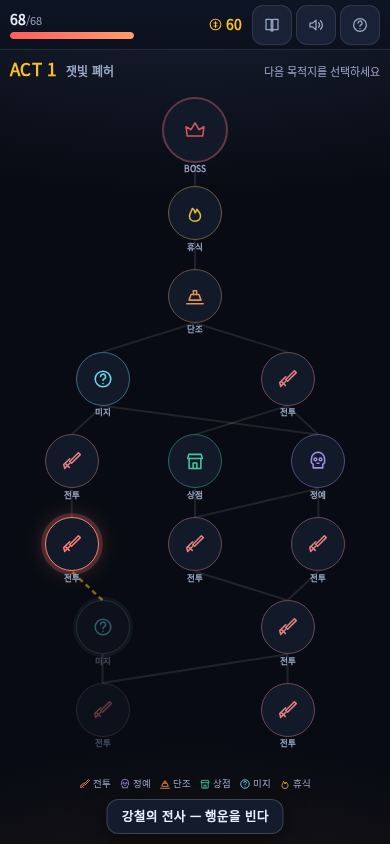 68/68
60
ACT 1 잿빛 폐허
다음 목적지를 선택하세요
BOSS
휴식
단조
미지 전투
전투 상점 정예
전투 전투 전투
미지 전투
전투 전투
전투 정예 단조 상점 미지 휴식
강철의 전사 — 행운을 빈다